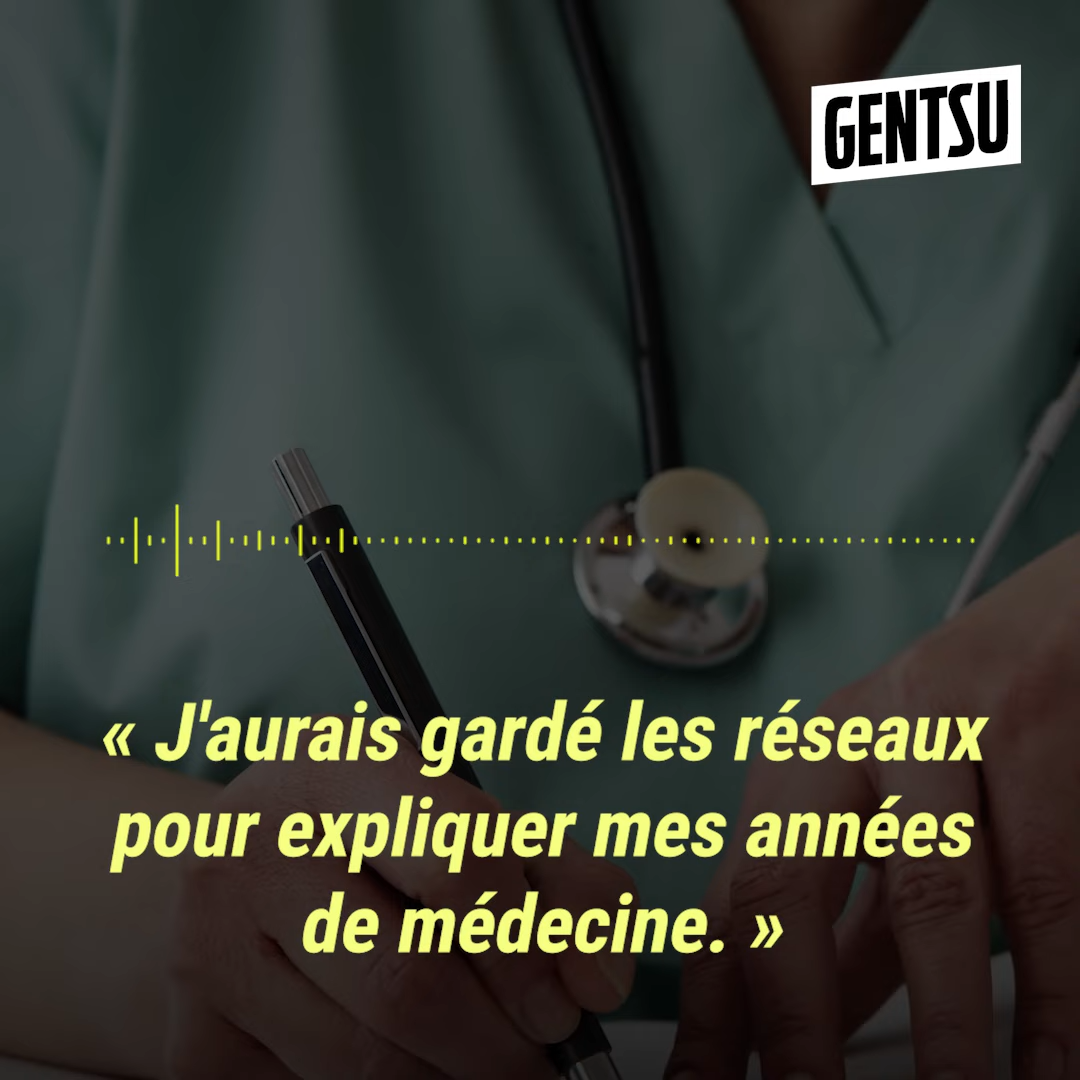 GENTSU
« J'aurais gardé les réseaux
pour expliquer mes années
de médecine. »